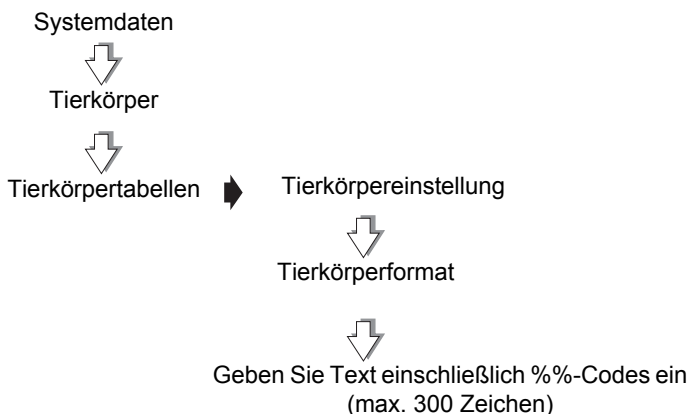 Systemdaten
Tierkörper
Tierkörpertabellen
Tierkörpereinstellung
Tierkörperformat
Geben Sie Text einschließlich %%-Codes ein
(max. 300 Zeichen)